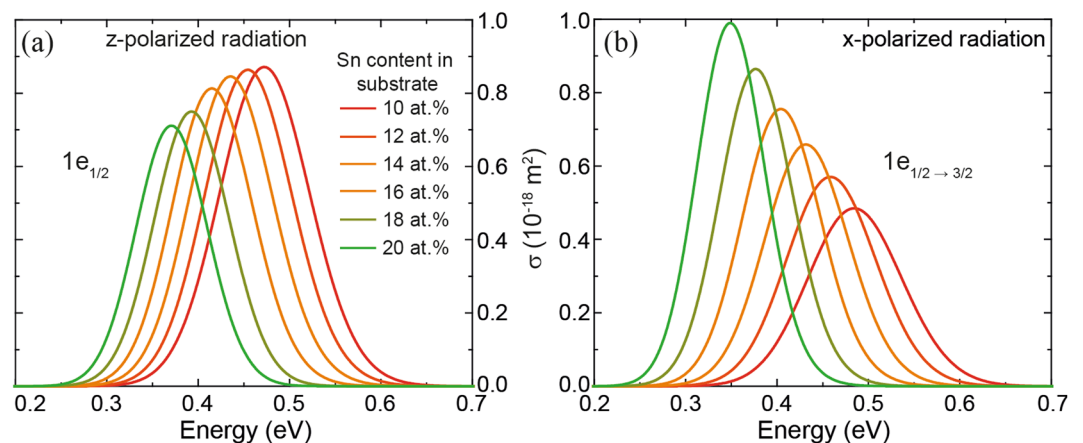 (a)
z-polarized radiation
Sn content in
substrate
10 at.%
12 at.%
14 at.%
16 at.%
18 at.%
20 at.%
1e1/2
1.0
0.8
0.6
0.4
0.2
0.0
0.2 0.3 0.4 0.5 0.6 0.7
Energy (eV)
σ (10-18 m2)
(b)
x-polarized radiation
1e1/2 → 3/2
1.0
0.8
0.6
0.4
0.2
0.0
0.2 0.3 0.4 0.5 0.6 0.7
Energy (eV)